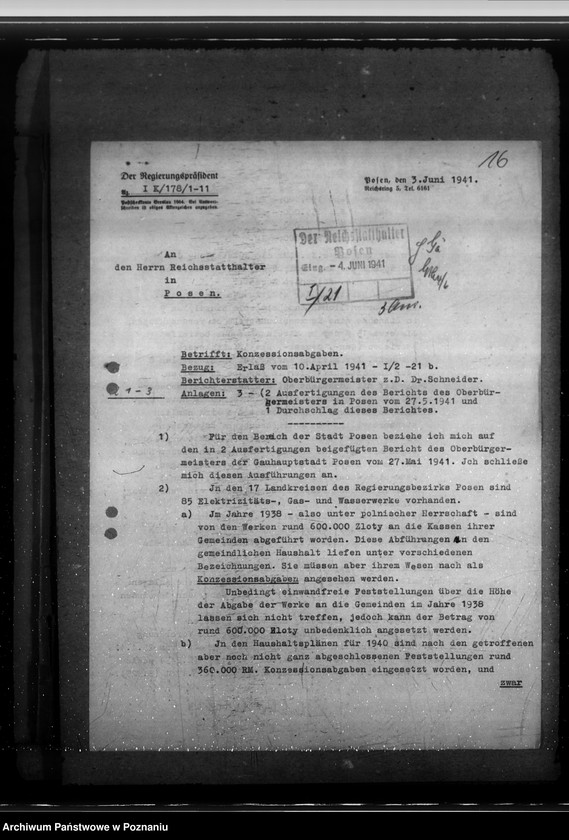 16
Der Regierungspräsident
I K/178/1-11
Posen, den 3.Juni 1941.
An
den Herrn Reichsstatthalter
in
Posen.
Der Reichsstatthalter
Posen
Eing. - 4. JUNI 1941
I/21
Betrifft: Konzessionsabgaben.
Bezug: Erlaß vom 10.April 1941 - I/2 -21 b.
Berichterstatter: Oberbürgermeister z.D. Dr.Schneider.
1 - 3
Anlagen: 3 - (2 Ausfertigungen des Berichts des Oberbür-
germeisters in Posen vom 27.5.1941 und
1 Durchschlag dieses Berichtes.
1) Für den Bereich der Stadt Posen beziehe ich mich auf
den in 2 Ausfertigungen beigefügten Bericht des Oberbürger-
meisters der Gauhauptstadt Posen vom 27.Mai 1941. Jch schließe
mich diesen Ausführungen an.
2) Jn den 17 Landkreisen des Regierungsbezirks Posen sind
85 Elektrizitäts-, Gas- und Wasserwerke vorhanden.
a) Jm Jahre 1938 - also unter polnischer Herrschaft - sind
von den Werken rund 600.000 Zloty an die Kassen ihrer
Gemeinden abgeführt worden. Diese Abführungen an den
gemeindlichen Haushalt liefen unter verschiedenen
Bezeichnungen. Sie müssen aber ihrem Wesen nach als
Konzessionsabgaben angesehen werden.
Unbedingt einwandfreie Feststellungen über die Höhe
der Abgabe der Werke an die Gemeinden im Jahre 1938
lassen sich nicht treffen, jedoch kann der Betrag von
rund 600.000 Zloty unbedenklich angesetzt werden.
b) Jn den Haushaltsplänen für 1940 sind nach den getroffenen
aber noch nicht ganz abgeschlossenen Feststellungen rund
360.000 RM. Konzessionsabgaben eingesetzt worden, und
zwar
Archiwum Państwowe w Poznaniu